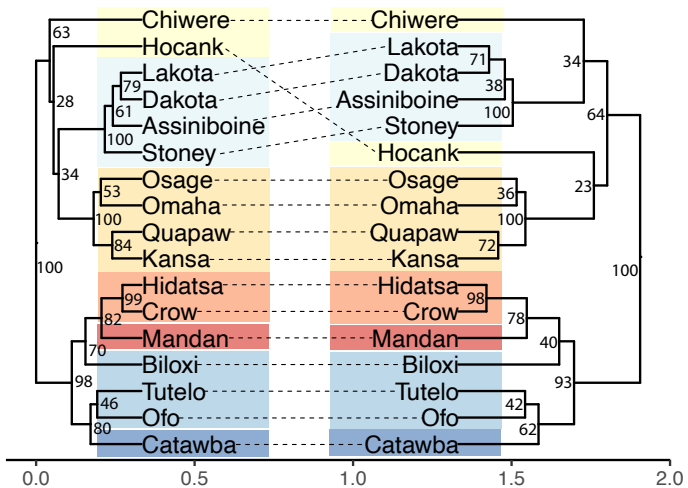 Chiwere Chiwere
63
Hocank Lakota
71
34
Lakota Dakota
79 38
28 Dakota Assiniboine
61 100 64
Assiniboine Stoney
100
Stoney Hocank
34 23
Osage Osage
53 36
Omaha Omaha
100 100
Quapaw Quapaw
84 72
Kansa Kansa
100 100
Hidatsa Hidatsa
99 98
Crow Crow
82 78
Mandan Mandan
70 40
Biloxi Biloxi
98 93
Tutelo Tutelo
46 42
Ofo Ofo
80 62
Catawba Catawba
0.0 0.5 1.0 1.5 2.0